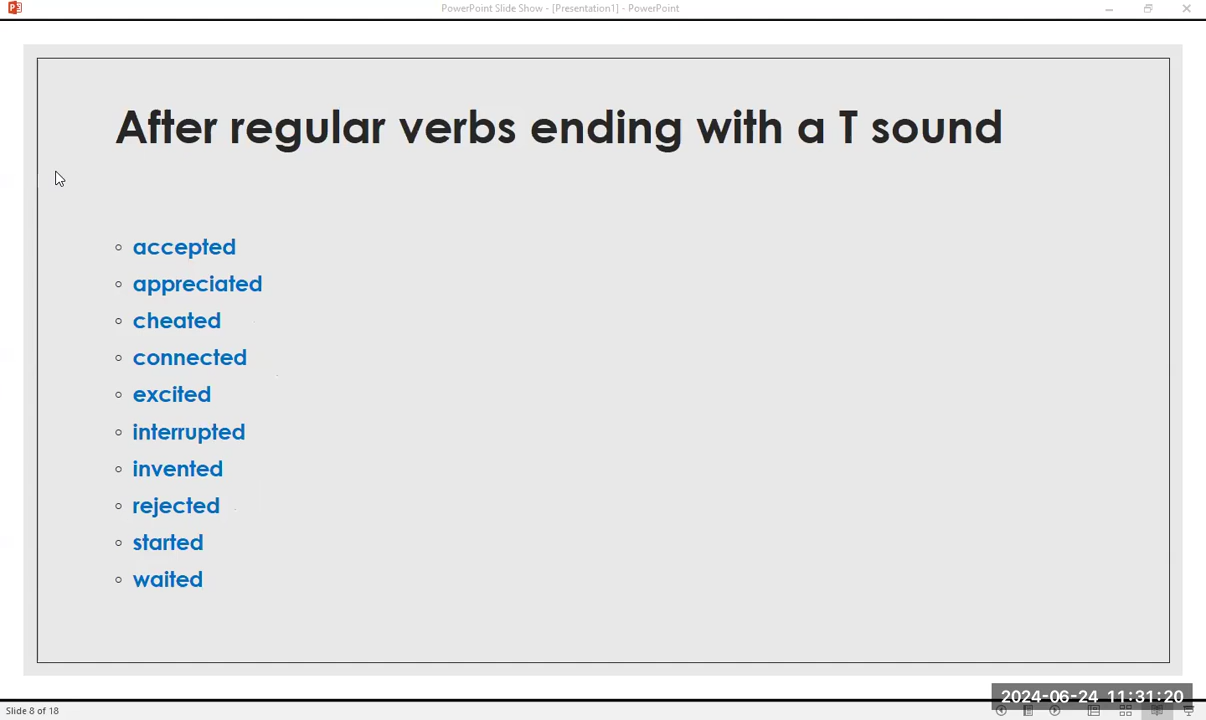 PowerPoint Slide Show - [Presentation1] - PowerPoint
After regular verbs ending with a T sound
accepted
appreciated
cheated
connected
excited
interrupted
invented
rejected
started
waited
2024-06-24 11:31:20
Slide 8 of 18